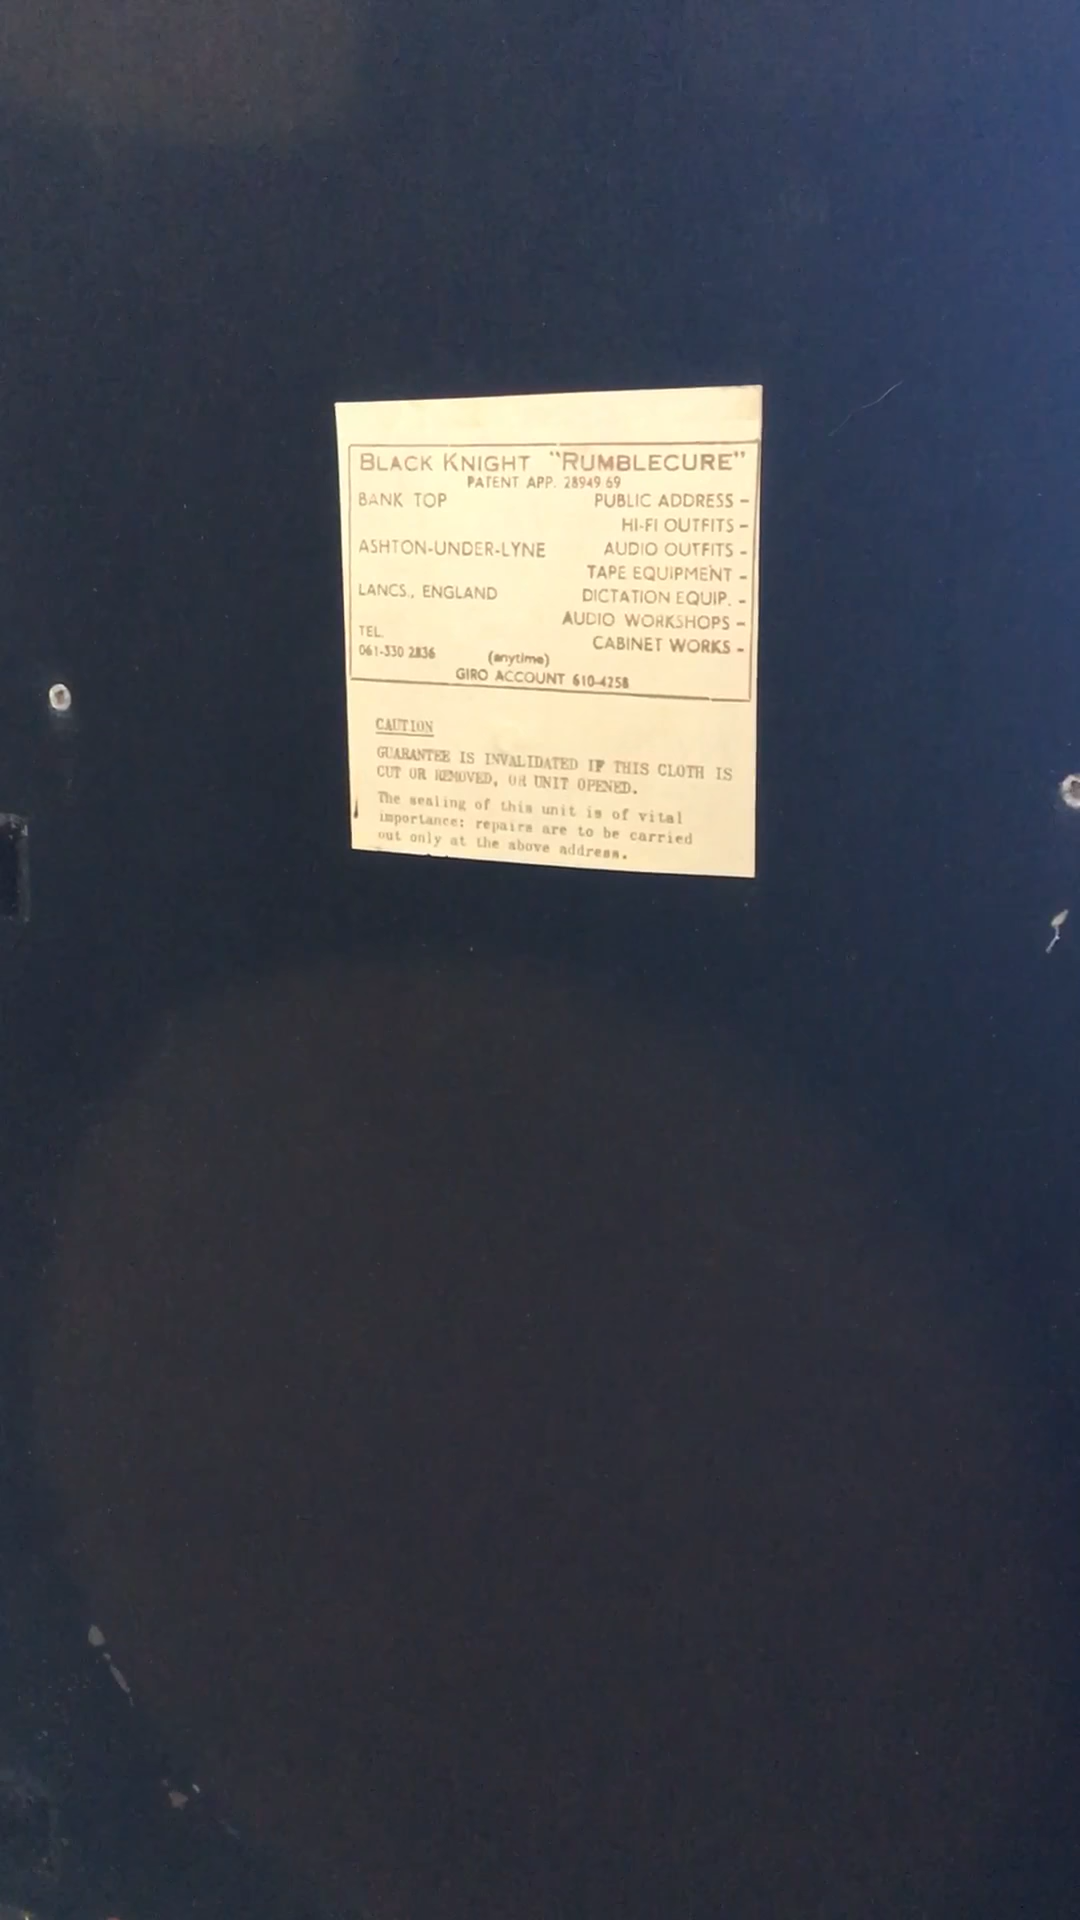 BLACK KNIGHT "RUMBLECURE"
PATENT APP. 28949.69
BANK TOP PUBLIC ADDRESS -
HI-FI OUTFITS -
ASHTON-UNDER-LYNE AUDIO OUTFITS -
TAPE EQUIPMENT -
LANCS., ENGLAND DICTATION EQUIP. -
AUDIO WORKSHOPS -
TEL. CABINET WORKS -
061-330 2836 (anytime)
GIRO ACCOUNT 610-4258
CAUTION
GUARANTEE IS INVALIDATED IF THIS CLOTH IS
CUT OR REMOVED, OR UNIT OPENED.
The sealing of this unit is of vital
importance; repairs are to be carried
out only at the above address.